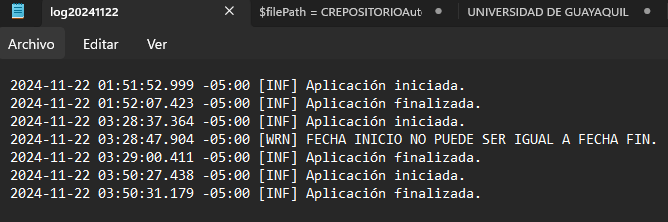 log20241122
$filePath = CREPOSITORIOAut
UNIVERSIDAD DE GUAYAQUIL
Archivo Editar Ver
2024-11-22 01:51:52.999 -05:00 [INF] Aplicación iniciada.
2024-11-22 01:52:07.423 -05:00 [INF] Aplicación finalizada.
2024-11-22 03:28:37.364 -05:00 [INF] Aplicación iniciada.
2024-11-22 03:28:47.904 -05:00 [WRN] FECHA INICIO NO PUEDE SER IGUAL A FECHA FIN.
2024-11-22 03:29:00.411 -05:00 [INF] Aplicación finalizada.
2024-11-22 03:50:27.438 -05:00 [INF] Aplicación iniciada.
2024-11-22 03:50:31.179 -05:00 [INF] Aplicación finalizada.